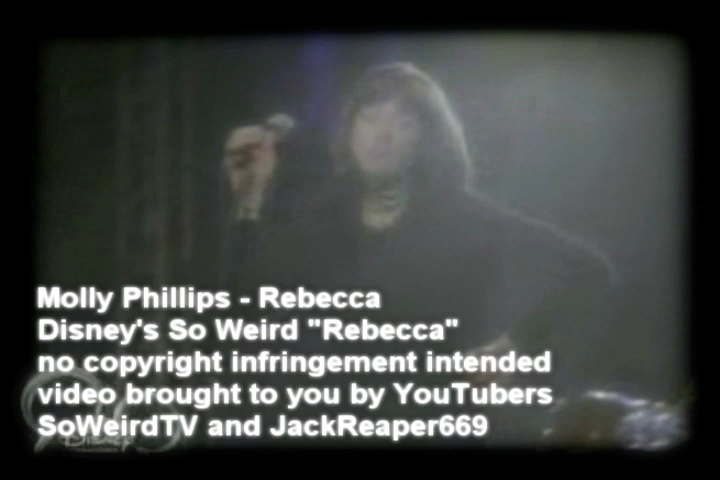 Molly Phillips - Rebecca
Disney's So Weird "Rebecca"
no copyright infringement intended
video brought to you by YouTubers
SoWeirdTV and JackReaper669
Disney